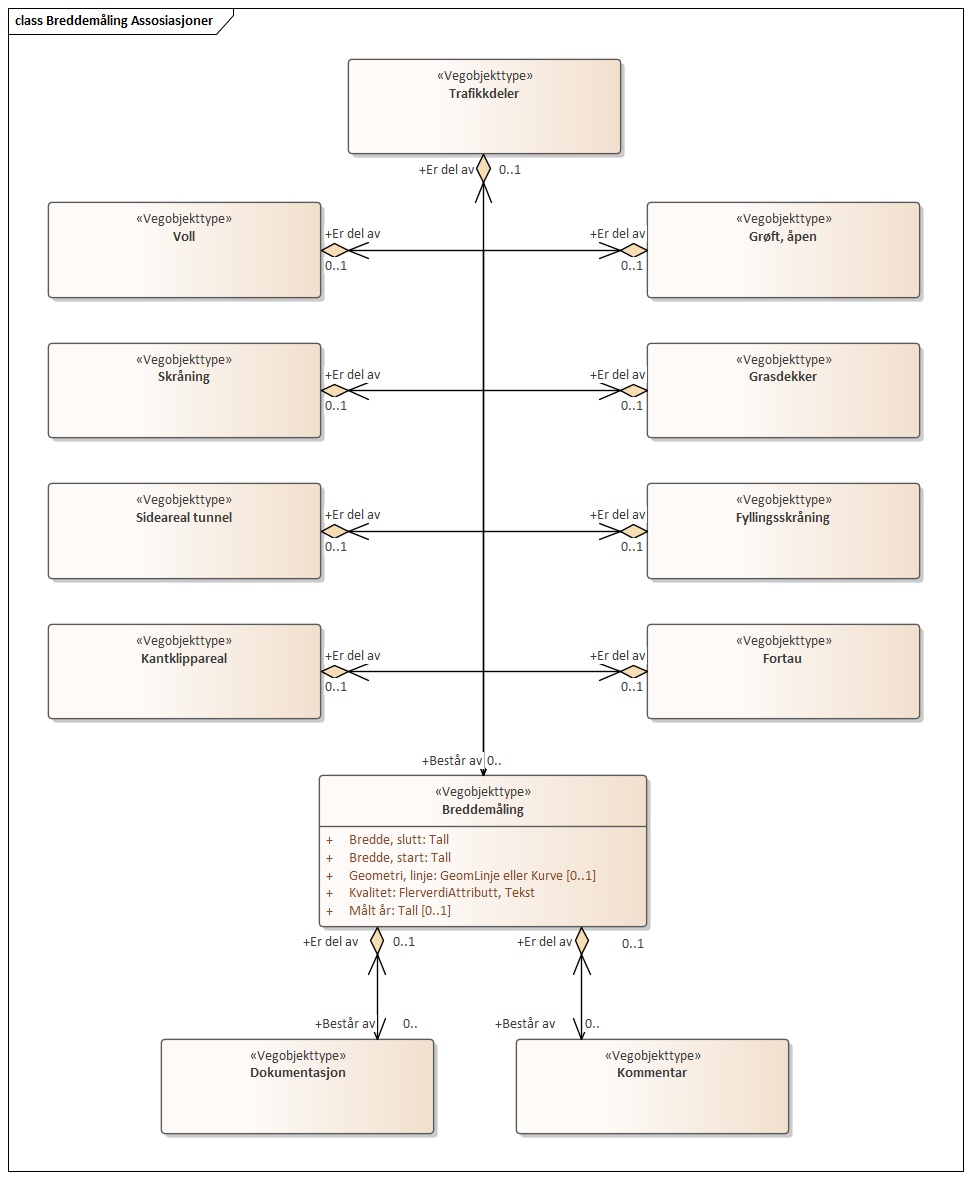 class Breddemåling Assosiasjoner
«Vegobjekttype»
Trafikkdeler
+Er del av 0..1
«Vegobjekttype»
Voll
+Er del av
0..1
«Vegobjekttype»
Grøft, åpen
+Er del av
0..1
«Vegobjekttype»
Skråning
+Er del av
0..1
«Vegobjekttype»
Grasdekker
+Er del av
0..1
«Vegobjekttype»
Sideareal tunnel
+Er del av
0..1
«Vegobjekttype»
Fyllingsskråning
+Er del av
0..1
«Vegobjekttype»
Kantklippareal
+Er del av
0..1
«Vegobjekttype»
Fortau
+Er del av
0..1
+Består av 0..
«Vegobjekttype»
Breddemåling
+ Bredde, slutt: Tall
+ Bredde, start: Tall
+ Geometri, linje: GeomLinje eller Kurve [0..1]
+ Kvalitet: FlerverdiAttributt, Tekst
+ Målt år: Tall [0..1]
+Er del av 0..1
+Er del av 0..1
+Består av 0..
+Består av 0..
«Vegobjekttype»
Dokumentasjon
«Vegobjekttype»
Kommentar